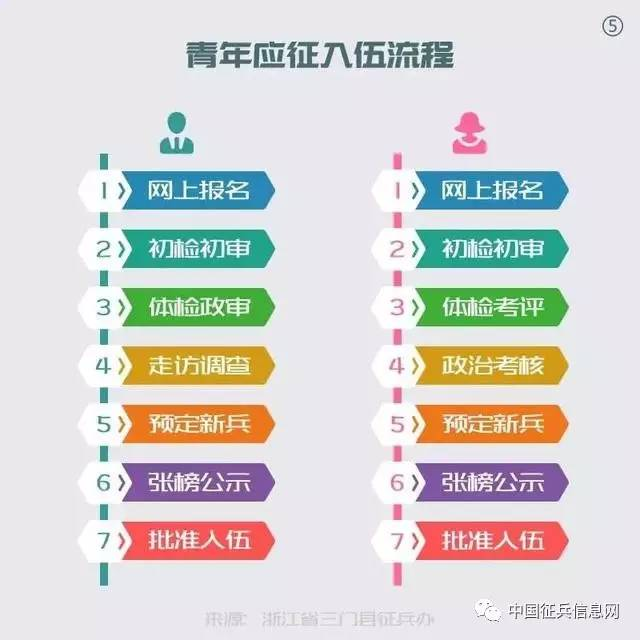 ⑤
青年应征入伍流程
1 网上报名
2 初检初审
3 体检政审
4 走访调查
5 预定新兵
6 张榜公示
7 批准入伍
1 网上报名
2 初检初审
3 体检考评
4 政治考核
5 预定新兵
6 张榜公示
7 批准入伍
来源: 浙江省三门县征兵办
中国征兵信息网